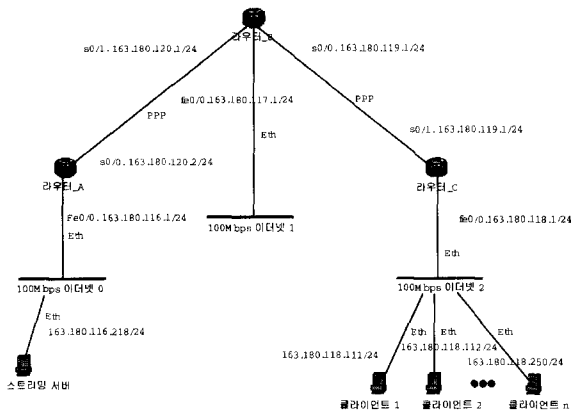 라우터_B
s0/1.163.180.120.1/24
s0/0.163.180.119.1/24
fe0/0.163.180.117.1/24
PPP
PPP
Eth
s0/1.163.180.119.1/24
s0/0.163.180.120.2/24
라우터_A
라우터_C
Fe0/0.163.180.116.1/24
100Mbps 이더넷 1
fe0/0.163.180.118.1/24
Eth
Eth
100Mbps 이더넷 0
100Mbps 이더넷 2
Eth
163.180.116.218/24
Eth
Eth
Eth
163.180.118.111/24
163.180.118.112/24
163.180.118.250/24
스트리밍 서버
클라이언트 1
클라이언트 2
클라이언트 n